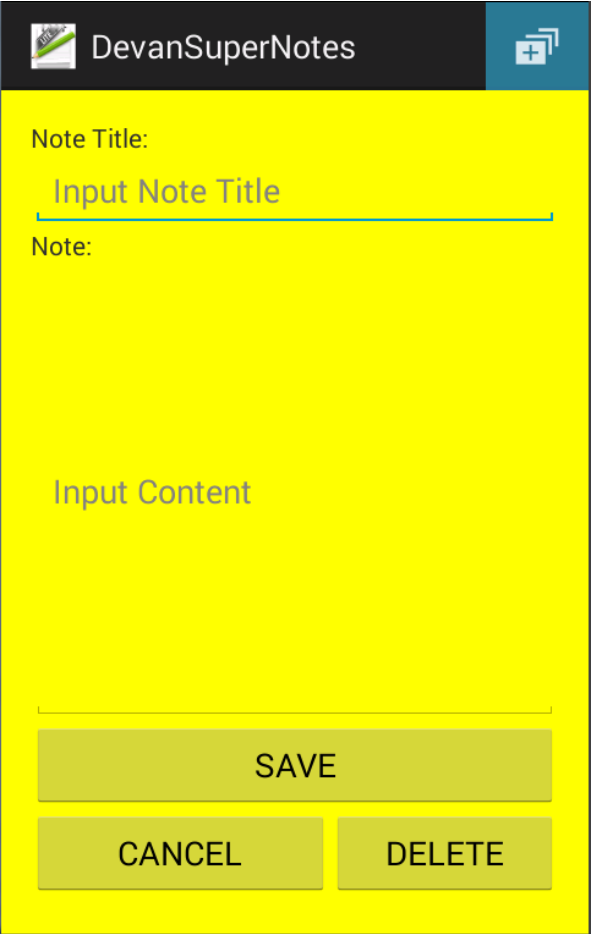 DevanSuperNotes
Note Title:
Input Note Title
Note:
Input Content
SAVE
CANCEL DELETE